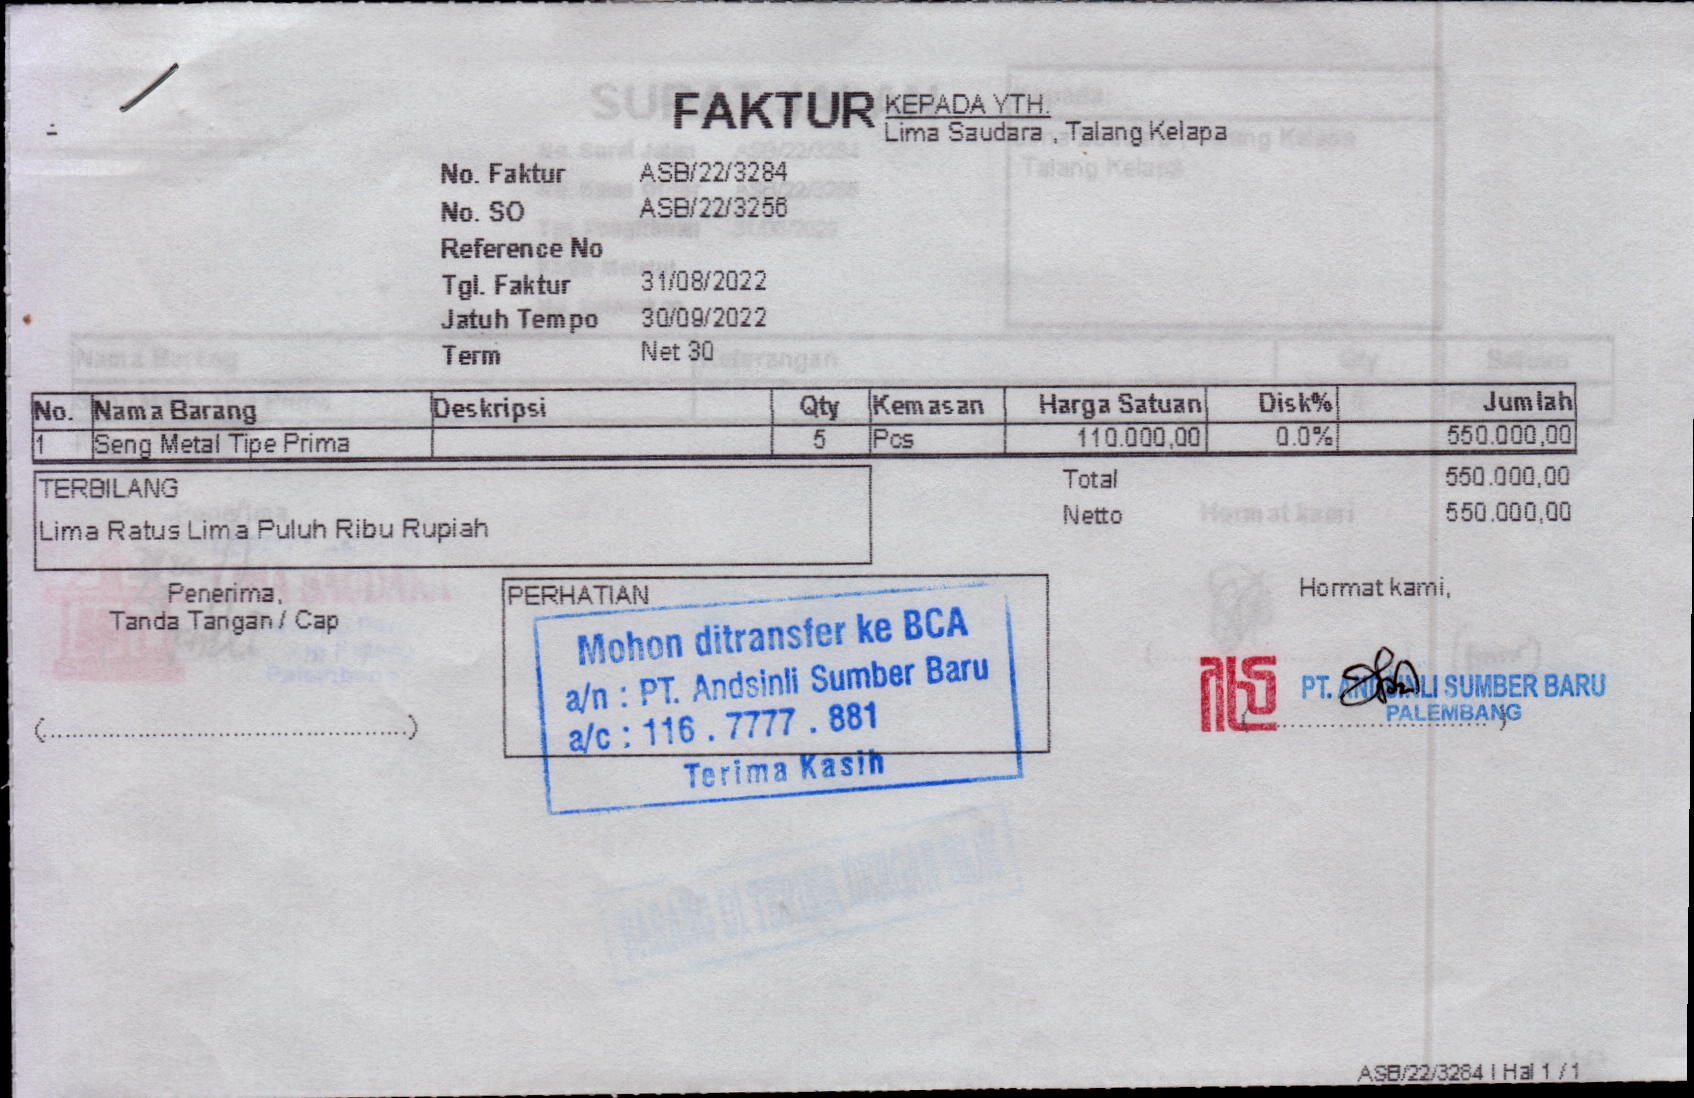 FAKTUR
KEPADA YTH.
Lima Saudara , Talang Kelapa
No. Faktur ASB/22/3284
No. SO ASB/22/3256
Reference No
Tgl. Faktur 31/08/2022
Jatuh Tempo 30/09/2022
Term Net 30
No. Nama Barang Deskripsi Qty Kemasan Harga Satuan Disk% Jumlah
1 Seng Metal Tipe Prima 5 Pcs 110.000,00 0.0% 550.000,00
Total 550.000,00
Netto 550.000,00
TERBILANG
Lima Ratus Lima Puluh Ribu Rupiah
Penerima,
Tanda Tangan / Cap
(....................................................)
PERHATIAN
Mohon ditransfer ke BCA
a/n : PT. Andsinli Sumber Baru
a/c : 116 . 7777 . 881
Terima Kasih
Hormat kami,
PT. ANDSINLI SUMBER BARU
PALEMBANG
ASB/22/3284 | Hal 1 / 1